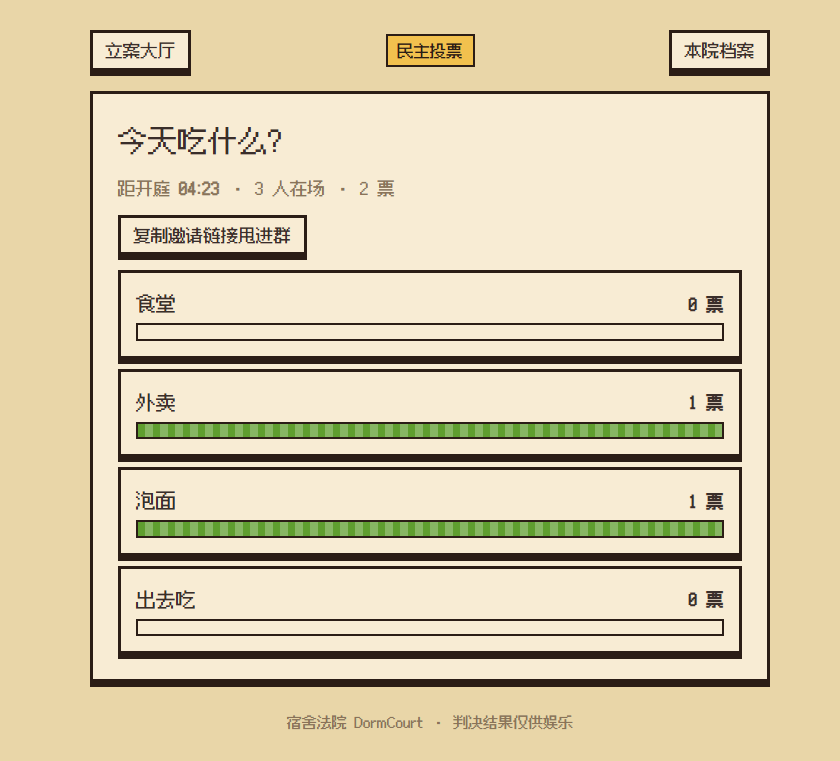 立案大厅 民主投票 本院档案
今天吃什么?
距开庭 04:23 · 3 人在场 · 2 票
复制邀请链接甩进群
食堂 0 票
外卖 1 票
泡面 1 票
出去吃 0 票
宿舍法院 DormCourt · 判决结果仅供娱乐